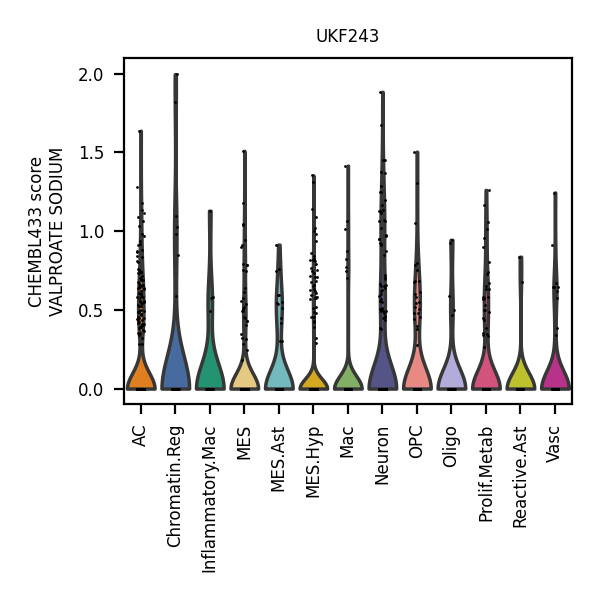 UKF243
CHEMBL433 score
VALPROATE SODIUM
2.0
1.5
1.0
0.5
0.0
AC
Chromatin.Reg
Inflammatory.Mac
MES
MES.Ast
MES.Hyp
Mac
Neuron
OPC
Oligo
Prolif.Metab
Reactive.Ast
Vasc